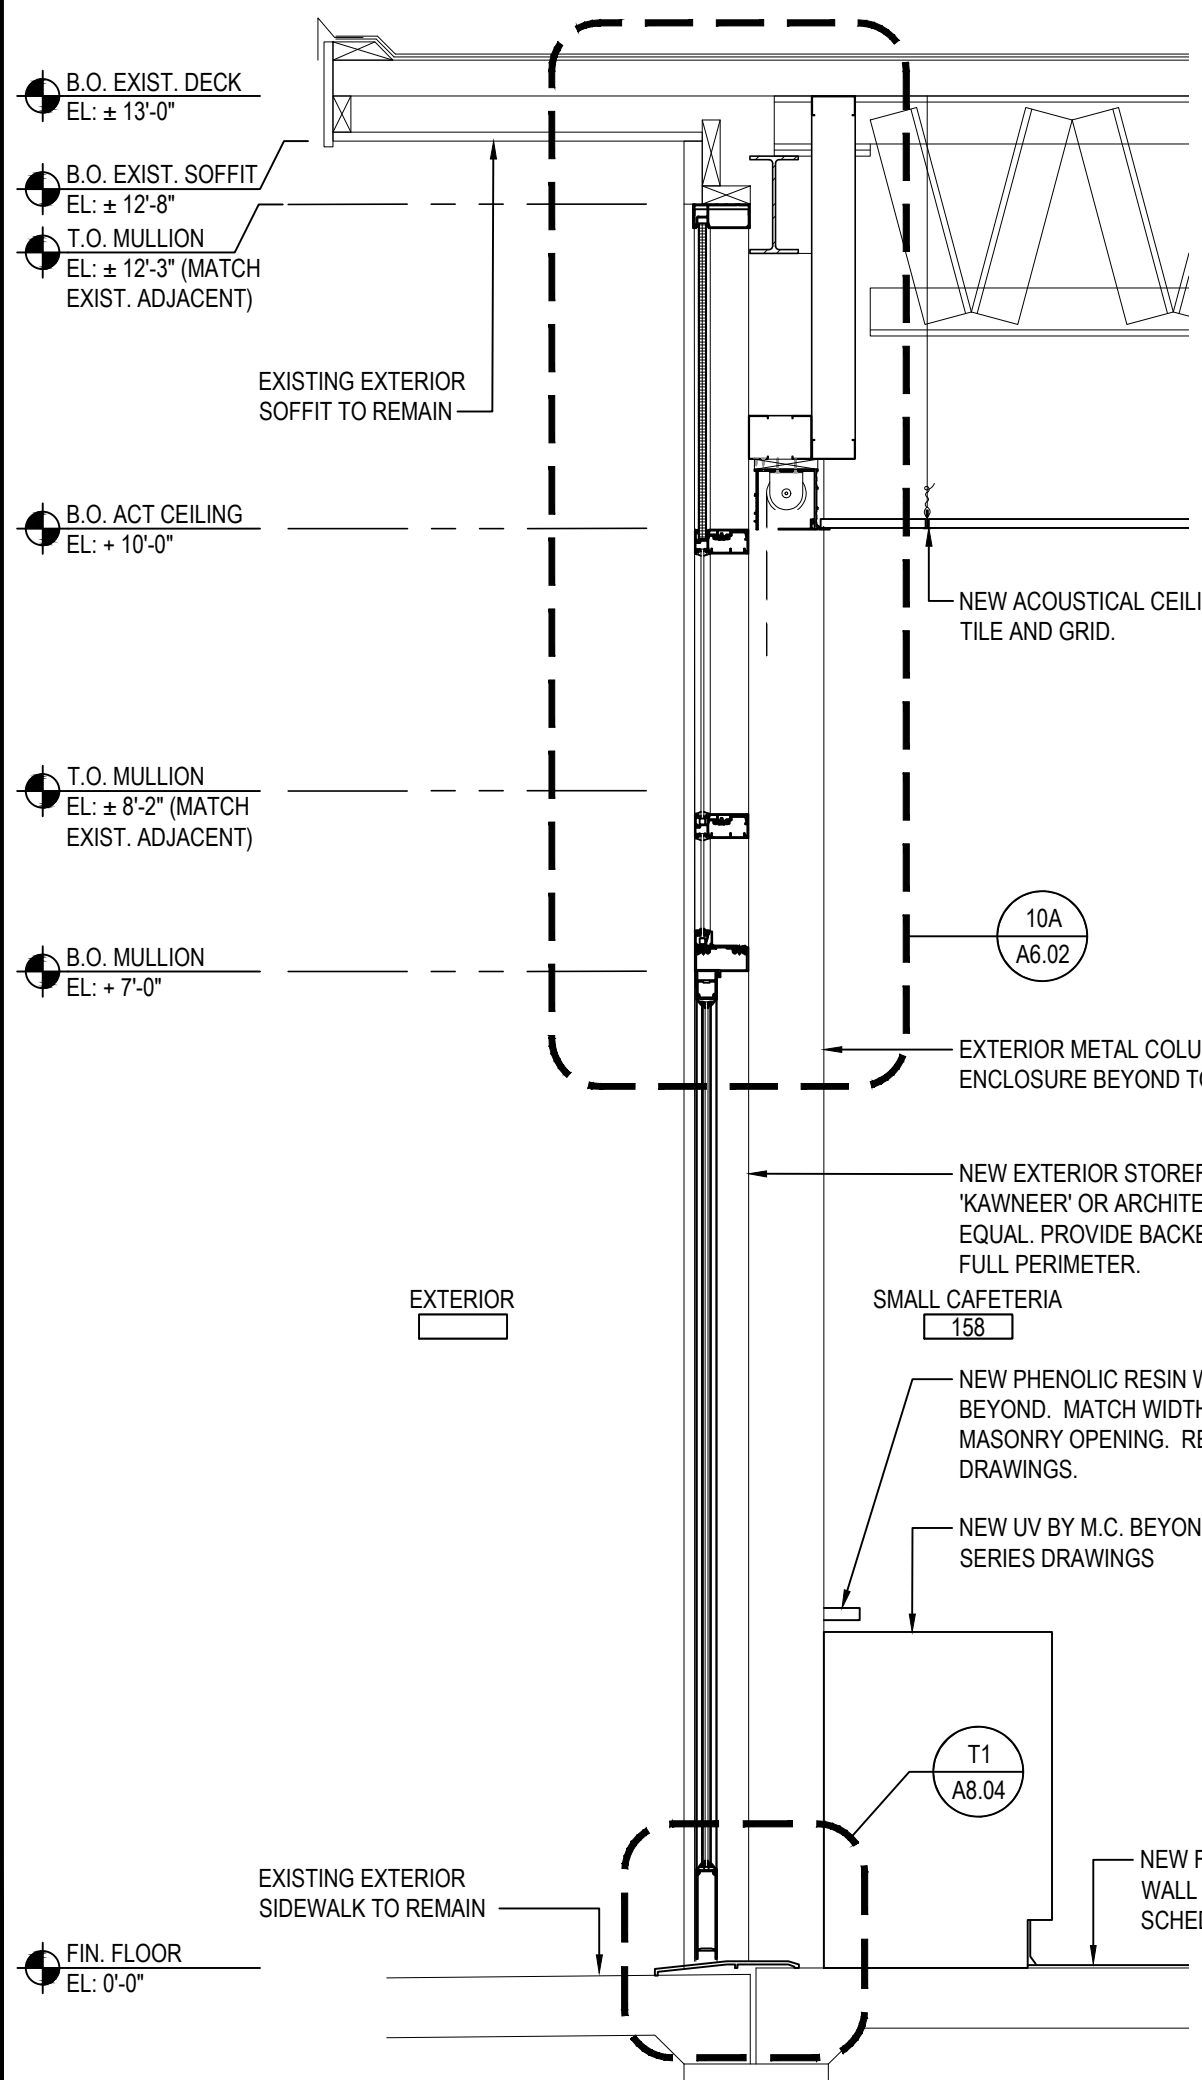 B.O. EXIST. DECK
EL: ± 13'-0"
B.O. EXIST. SOFFIT
EL: ± 12'-8"
T.O. MULLION
EL: ± 12'-3" (MATCH
EXIST. ADJACENT)
EXISTING EXTERIOR
SOFFIT TO REMAIN
B.O. ACT CEILING
EL: + 10'-0"
NEW ACOUSTICAL CEILI
TILE AND GRID.
T.O. MULLION
EL: ± 8'-2" (MATCH
EXIST. ADJACENT)
10A
A6.02
B.O. MULLION
EL: + 7'-0"
EXTERIOR METAL COLU
ENCLOSURE BEYOND TO
NEW EXTERIOR STOREF
'KAWNEER' OR ARCHITE
EQUAL. PROVIDE BACKE
FULL PERIMETER.
EXTERIOR
SMALL CAFETERIA
158
NEW PHENOLIC RESIN W
BEYOND. MATCH WIDTH
MASONRY OPENING. RE
DRAWINGS.
NEW UV BY M.C. BEYON
SERIES DRAWINGS
T1
A8.04
EXISTING EXTERIOR
SIDEWALK TO REMAIN
NEW
WALL
SCHED
FIN. FLOOR
EL: 0'-0"